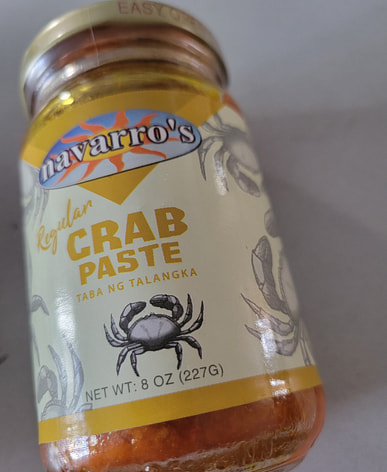 EASY O
navarro's
Regular
CRAB
PASTE
TABA NG TALANGKA
NET WT: 8 OZ (227G)